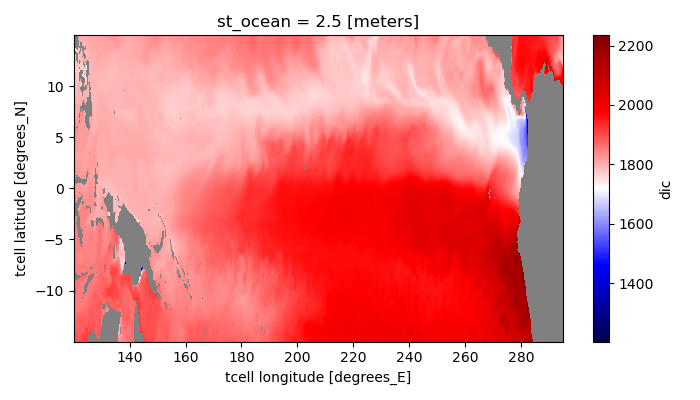 st_ocean = 2.5 [meters]
tcell latitude [degrees_N]
10
5
0
−5
−10
140 160 180 200 220 240 260 280
tcell longitude [degrees_E]
2200
2000
1800
1600
1400
dic